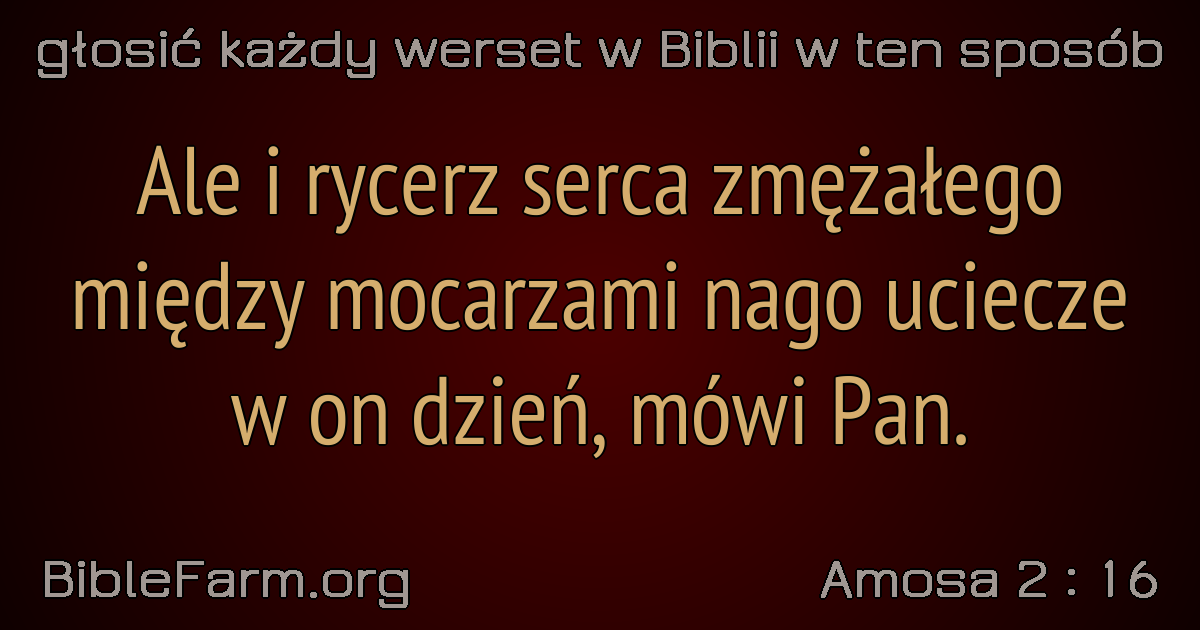 głosić każdy werset w Biblii w ten sposób
Ale i rycerz serca zmężałego
między mocarzami nago uciecze
w on dzień, mówi Pan.
BibleFarm.org
Amosa 2 : 16